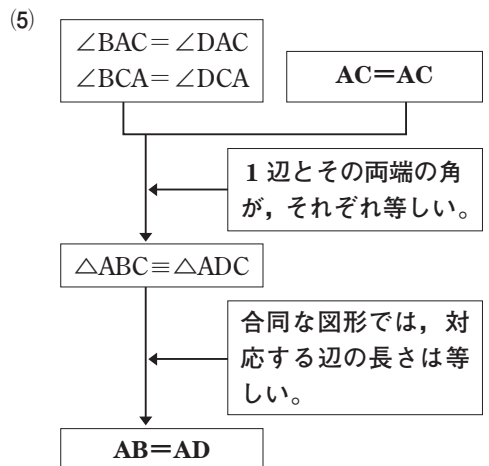 (5)
∠BAC=∠DAC
∠BCA=∠DCA
AC=AC
1辺とその両端の角
が，それぞれ等しい。
△ABC≡△ADC
合同な図形では，対
応する辺の長さは等
しい。
AB=AD